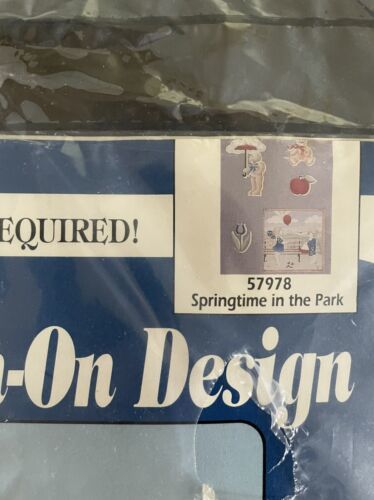 EQUIRED!
57978
Springtime in the Park
n-On Design